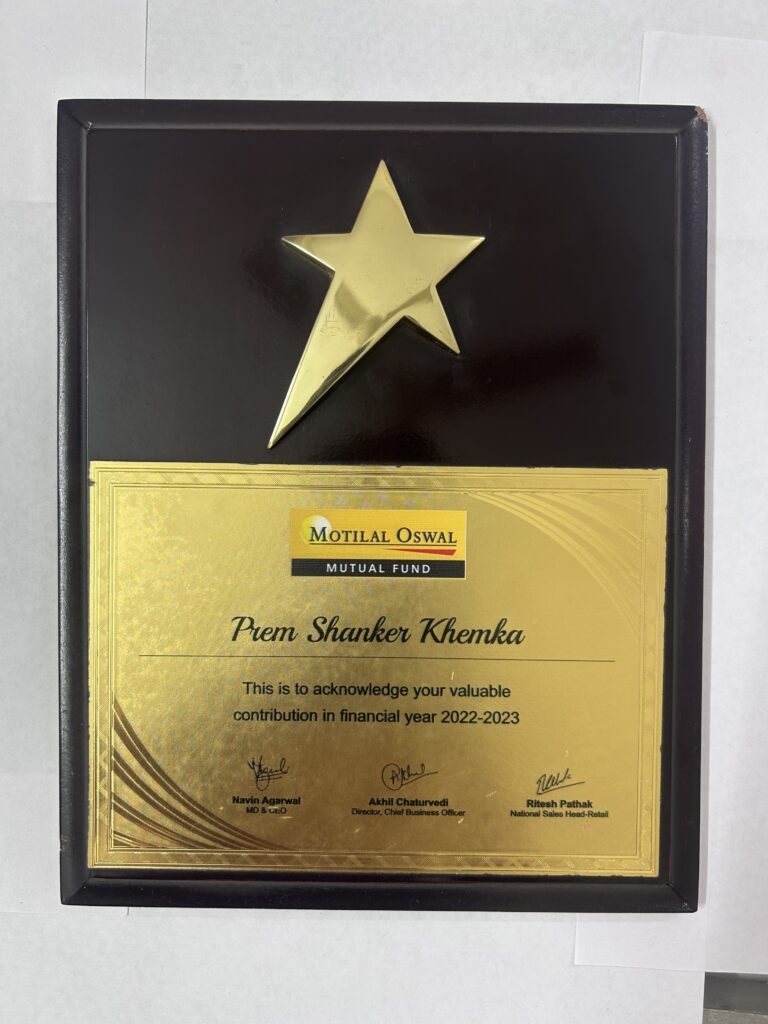 MOTILAL OSWAL
MUTUAL FUND
Prem Shanker Khemka
This is to acknowledge your valuable
contribution in financial year 2022-2023
Navin Agarwal
MD & CEO
Akhil Chaturvedi
Director, Chief Business Officer
Ritesh Pathak
National Sales Head-Retail